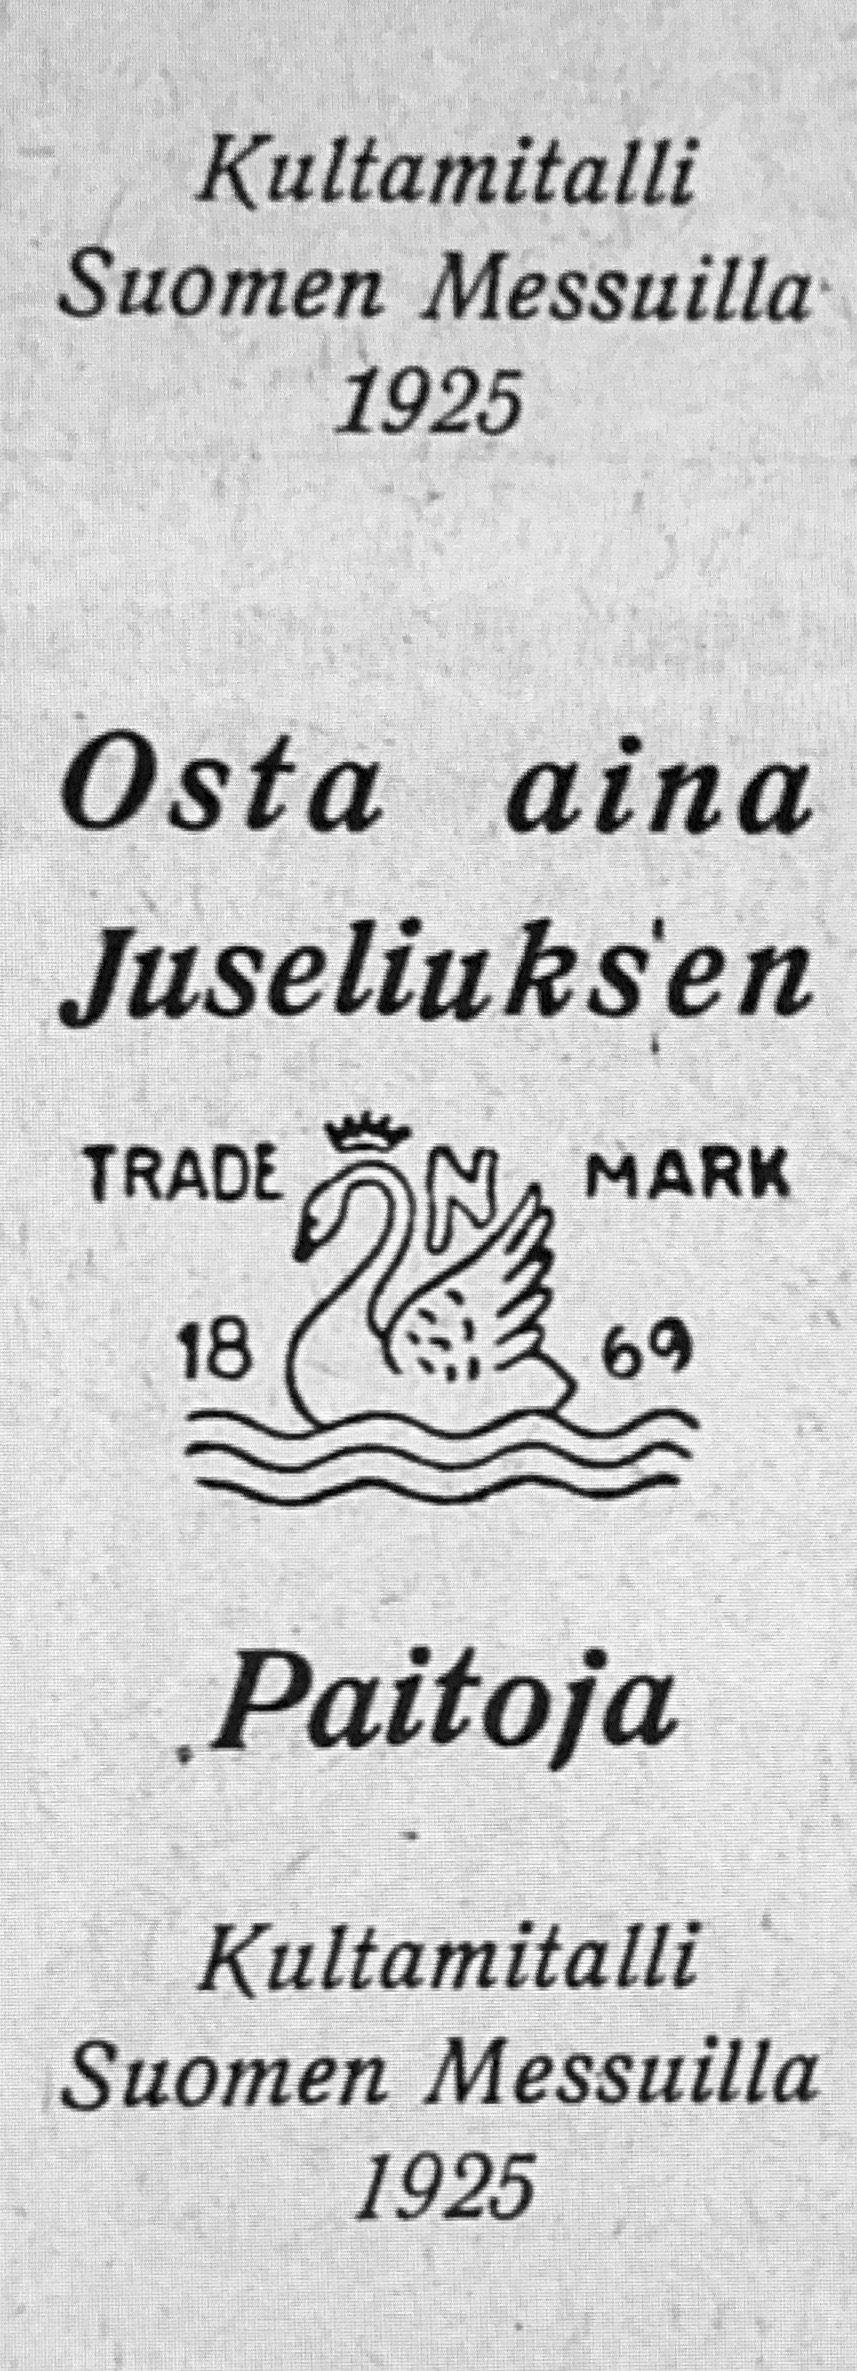 Kultamitalli
Suomen Messuilla
1925
Osta aina
Juseliuks'en
TRADE N MARK
18 69
Paitoja
Kultamitalli
Suomen Messuilla
1925